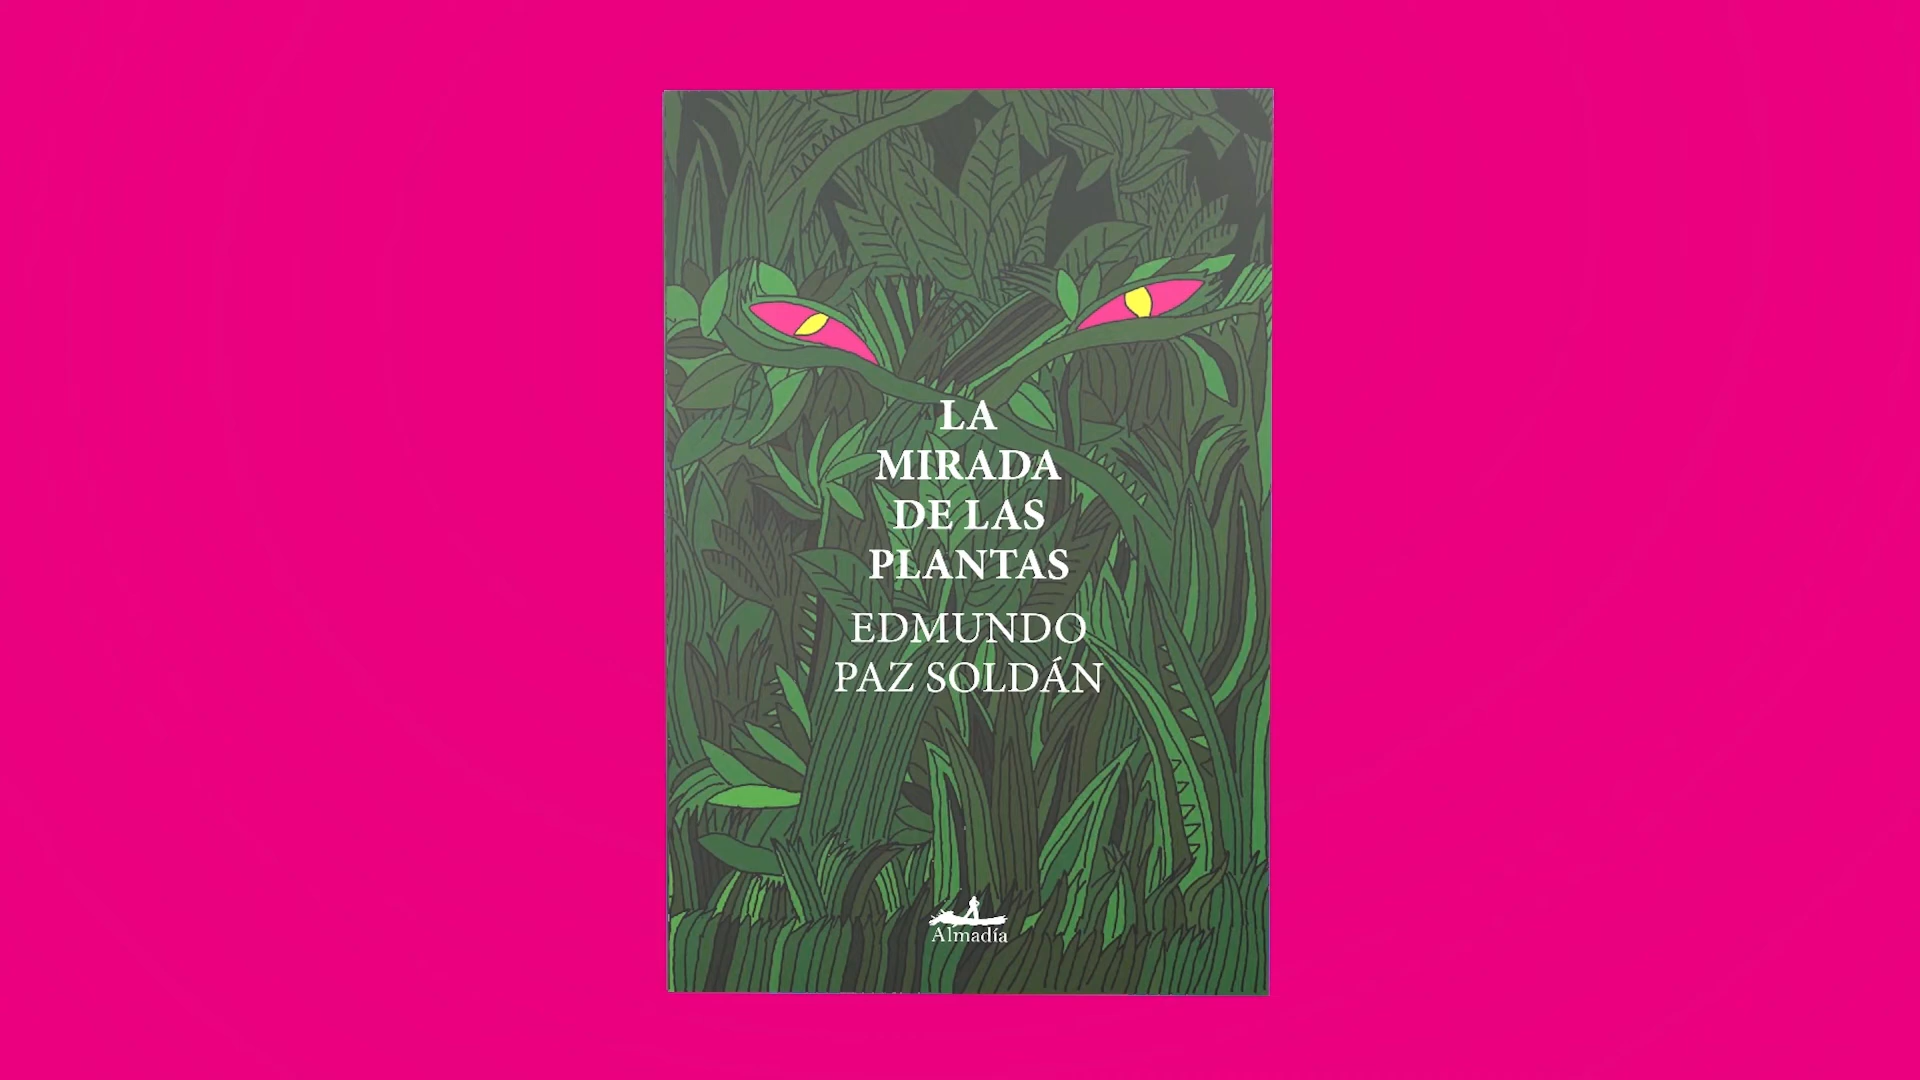 LA
MIRADA
DE LAS
PLANTAS
EDMUNDO
PAZ SOLDÁN
Almadía